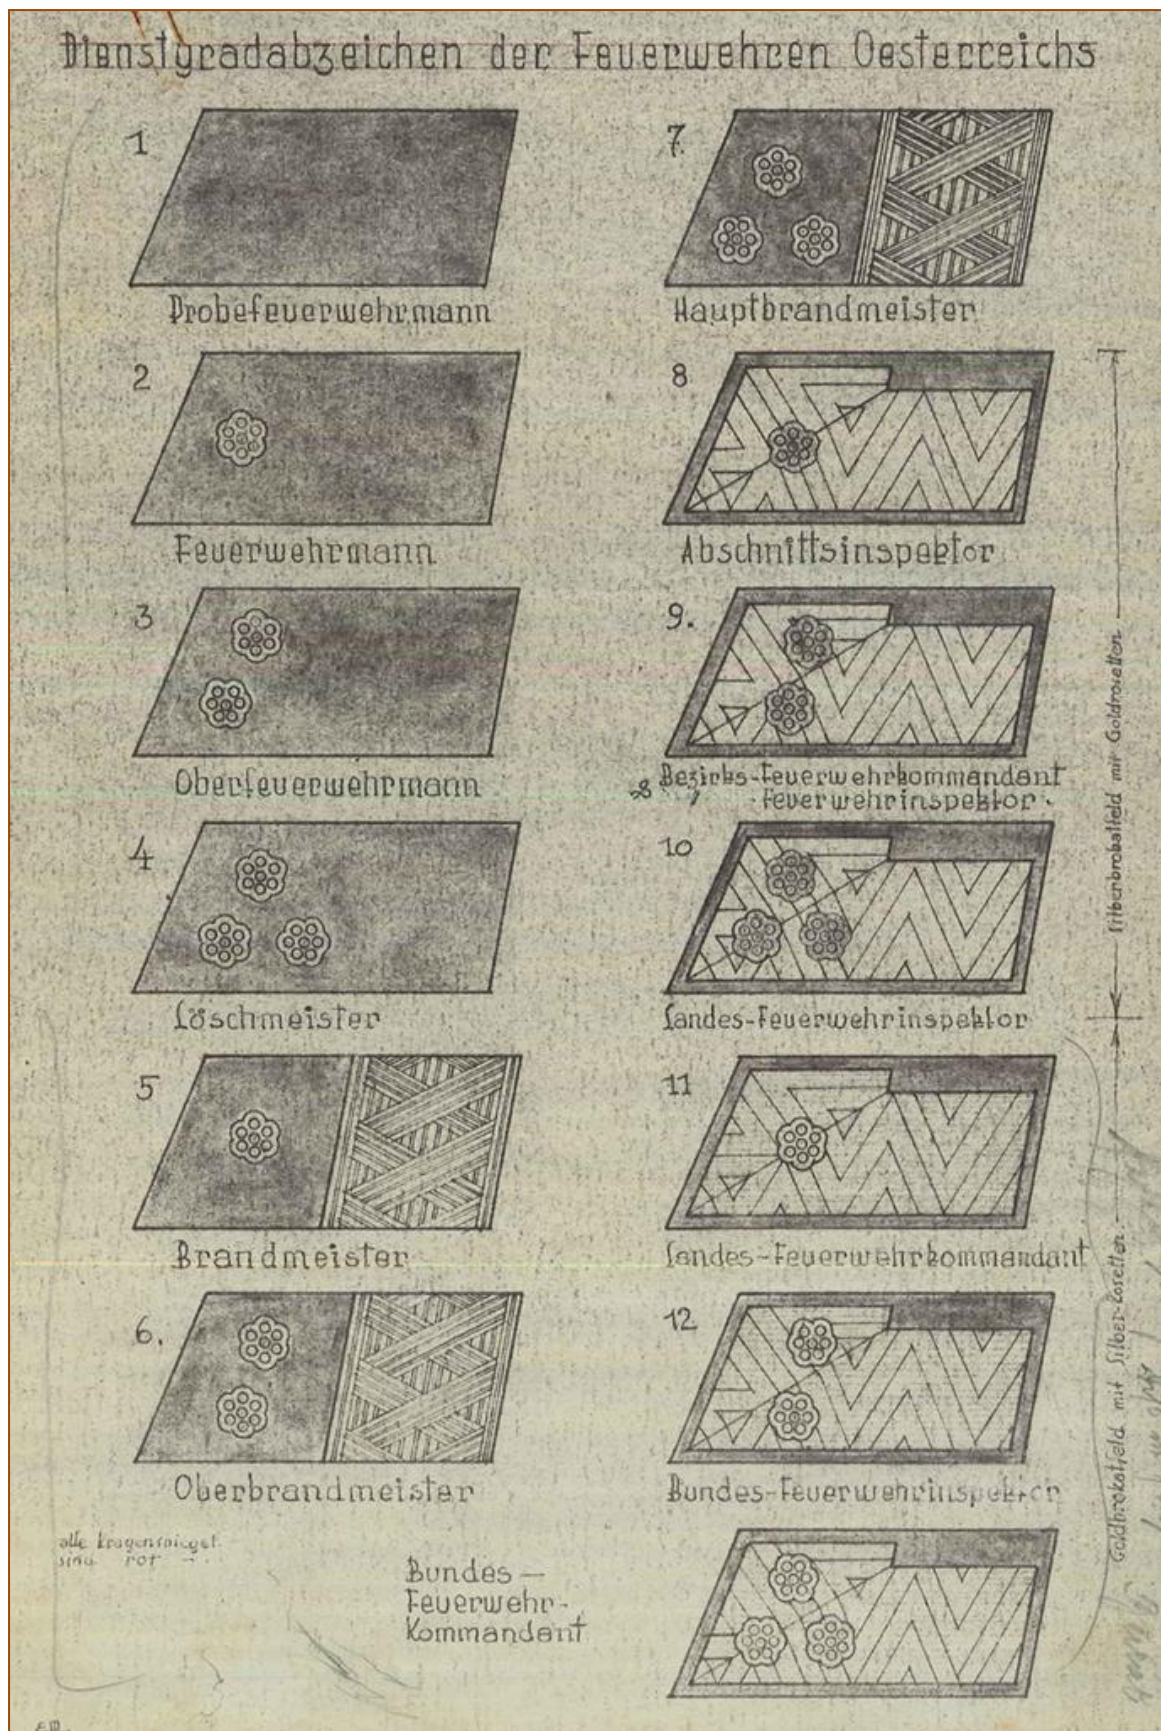 Dienstgradabzeichen der Feuerwehren Oesterreichs
1
Probefeuerwehrmann
2
Feuerwehrmann
3
Oberfeuerwehrmann
4
Löschmeister
5
Brandmeister
6.
Oberbrandmeister
alle Kragenspiegel
sind rot
7.
Hauptbrandmeister
8
Abschnittsinspektor
9.
Bezirks-Feuerwehrkommandant
-Feuerwehrinspektor
10
Landes-Feuerwehrinspektor
11
Landes-Feuerwehrkommandant
12
Bundes-Feuerwehrinspektor
Bundes-
Feuerwehr-
Kommandant
Silberbrokatfeld mit Goldrosetten
Goldbrokatfeld mit Silber-rosetten